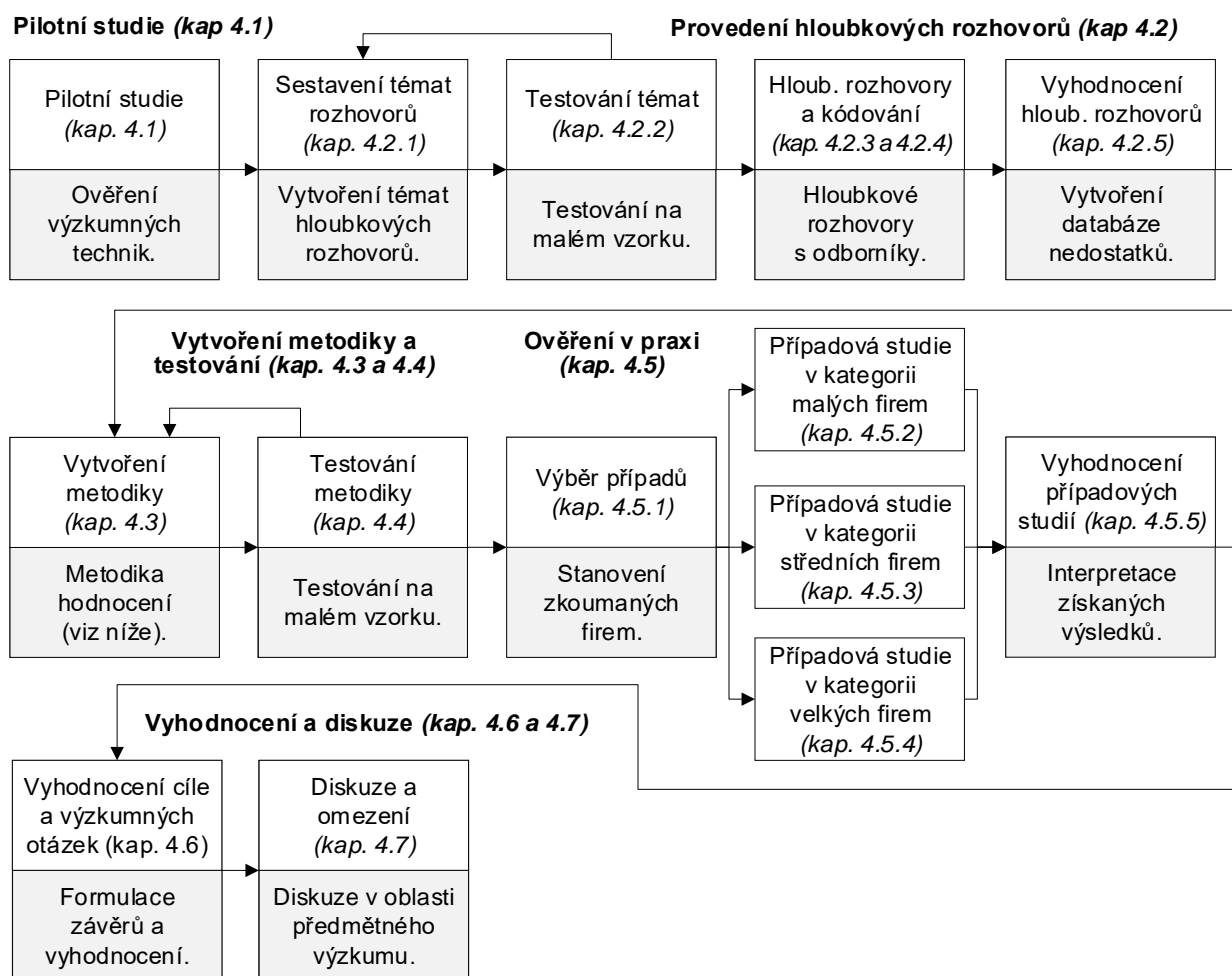 Pilotní studie (kap 4.1)
Provedení hloubkových rozhovorů (kap 4.2)
Pilotní studie
(kap. 4.1)
Ověření
výzkumných
technik.
Sestavení témat
rozhovorů
(kap. 4.2.1)
Vytvoření témat
hloubkových
rozhovorů.
Testování témat
(kap. 4.2.2)
Testování na
malém vzorku.
Hloub. rozhovory
a kódování
(kap. 4.2.3 a 4.2.4)
Hloubkové
rozhovory
s odborníky.
Vyhodnocení
hloub. rozhovorů
(kap. 4.2.5)
Vytvoření
databáze
nedostatků.
Vytvoření metodiky a
testování (kap. 4.3 a 4.4)
Ověření v praxi
(kap. 4.5)
Vytvoření
metodiky
(kap. 4.3)
Metodika
hodnocení
(viz níže).
Testování
metodiky
(kap. 4.4)
Testování na
malém vzorku.
Výběr případů
(kap. 4.5.1)
Stanovení
zkoumaných
firem.
Případová studie
v kategorii
malých firem
(kap. 4.5.2)
Případová studie
v kategorii
středních firem
(kap. 4.5.3)
Případová studie
v kategorii
velkých firem
(kap. 4.5.4)
Vyhodnocení
případových
studií (kap. 4.5.5)
Interpretace
získaných
výsledků.
Vyhodnocení a diskuze (kap. 4.6 a 4.7)
Vyhodnocení cíle
a výzkumných
otázek (kap. 4.6)
Formulace
závěrů a
vyhodnocení.
Diskuze a
omezení
(kap. 4.7)
Diskuze v oblasti
předmětného
výzkumu.